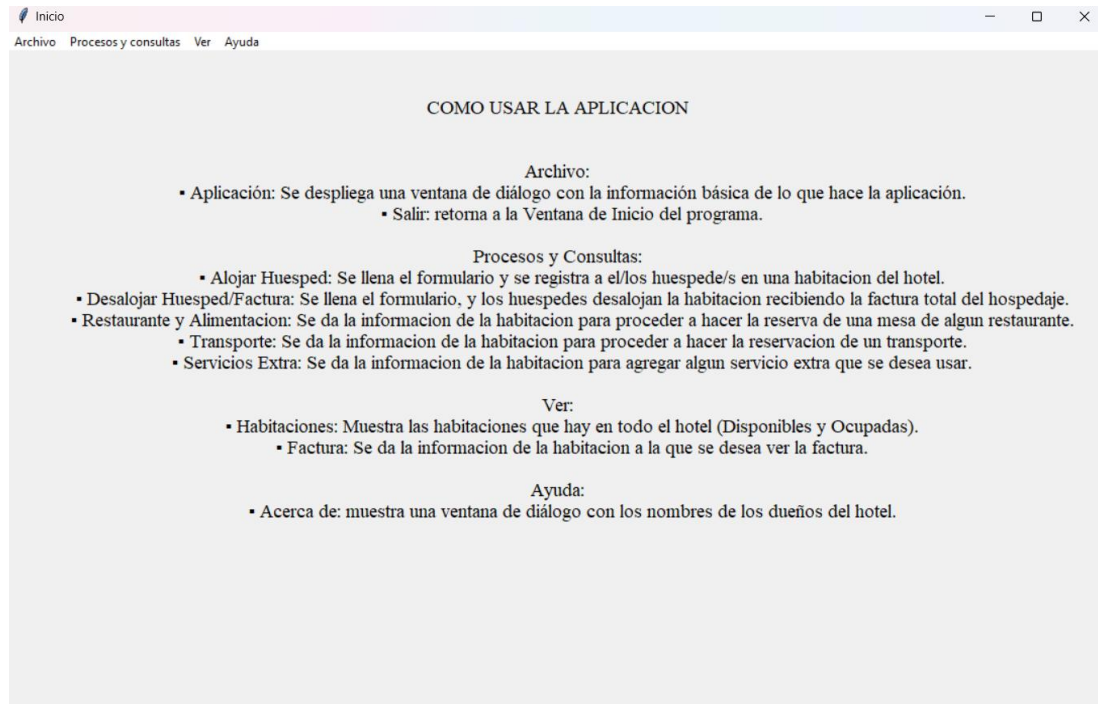 Inicio
Archivo Procesos y consultas Ver Ayuda
COMO USAR LA APLICACION
Archivo:
▪ Aplicación: Se despliega una ventana de diálogo con la información básica de lo que hace la aplicación.
▪ Salir: retorna a la Ventana de Inicio del programa.
Procesos y Consultas:
▪ Alojar Huesped: Se llena el formulario y se registra a el/los huespede/s en una habitacion del hotel.
▪ Desalojar Huesped/Factura: Se llena el formulario, y los huespedes desalojan la habitacion recibiendo la factura total del hospedaje.
▪ Restaurante y Alimentacion: Se da la informacion de la habitacion para proceder a hacer la reserva de una mesa de algun restaurante.
▪ Transporte: Se da la informacion de la habitacion para proceder a hacer la reservacion de un transporte.
▪ Servicios Extra: Se da la informacion de la habitacion para agregar algun servicio extra que se desea usar.
Ver:
▪ Habitaciones: Muestra las habitaciones que hay en todo el hotel (Disponibles y Ocupadas).
▪ Factura: Se da la informacion de la habitacion a la que se desea ver la factura.
Ayuda:
▪ Acerca de: muestra una ventana de diálogo con los nombres de los dueños del hotel.